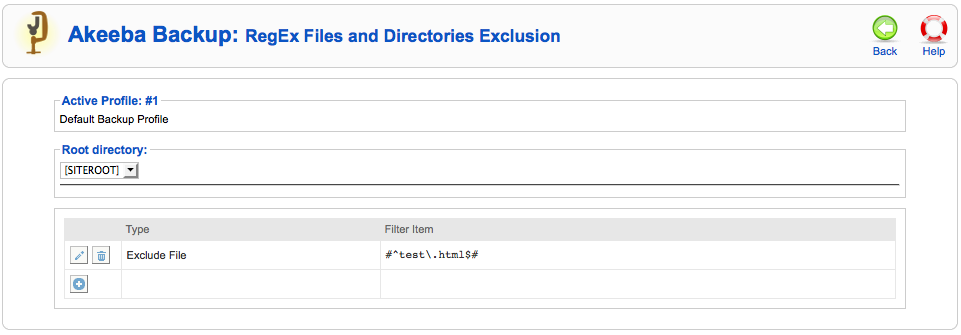 Akeeba Backup: RegEx Files and Directories Exclusion
Back
Help
Active Profile: #1
Default Backup Profile
Root directory:
[SITEROOT]
Type
Filter Item
Exclude File
#^test\.html$#